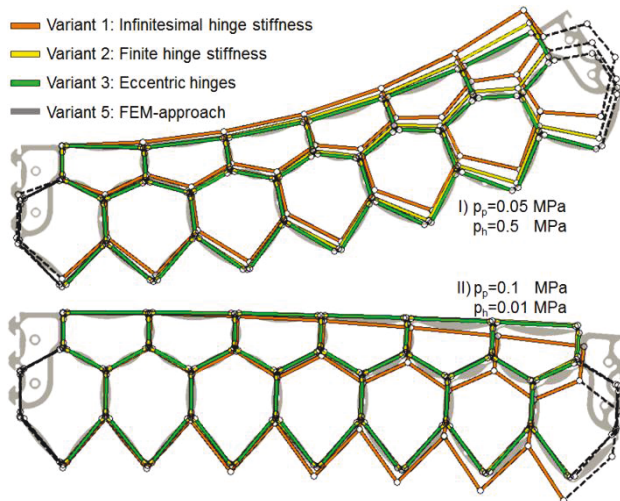 Variant 1: Infinitesimal hinge stiffness
Variant 2: Finite hinge stiffness
Variant 3: Eccentric hinges
Variant 5: FEM-approach
I) pₚ=0.05 MPa
pₕ=0.5 MPa
II) pₚ=0.1 MPa
pₕ=0.01 MPa